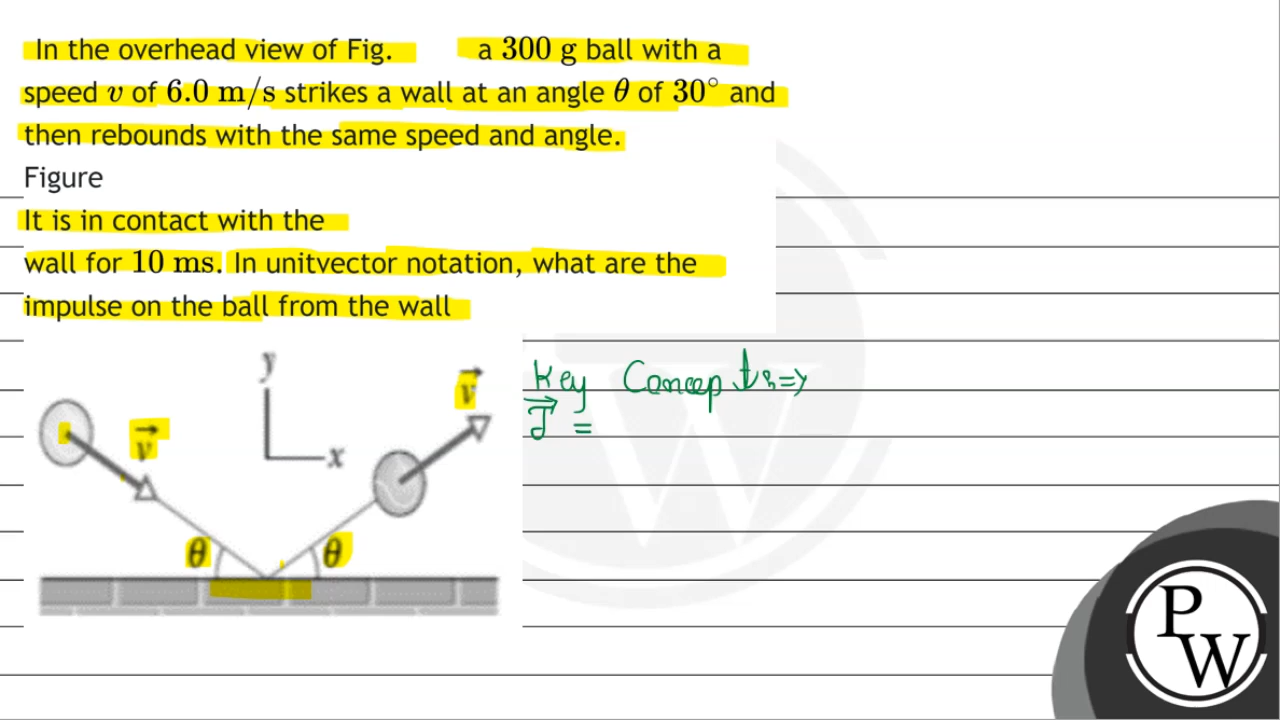 In the overhead view of Fig. a 300 g ball with a
speed v of 6.0 m/s strikes a wall at an angle θ of 30° and
then rebounds with the same speed and angle.
Figure
It is in contact with the
wall for 10 ms. In unitvector notation, what are the
impulse on the ball from the wall
Key Concepts ⇒
J⃗ =
y
x
v⃗
v⃗
θ
θ
P
W